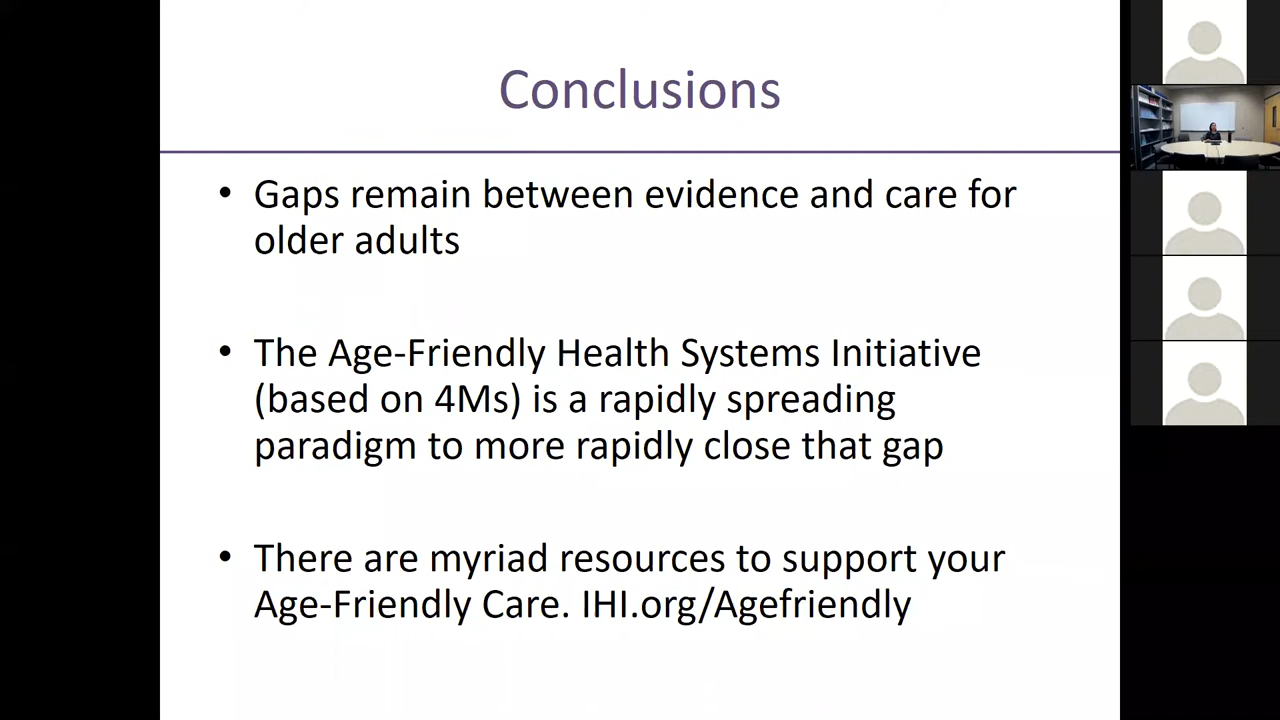 Conclusions
• Gaps remain between evidence and care for
older adults
• The Age-Friendly Health Systems Initiative
(based on 4Ms) is a rapidly spreading
paradigm to more rapidly close that gap
• There are myriad resources to support your
Age-Friendly Care. IHI.org/Agefriendly